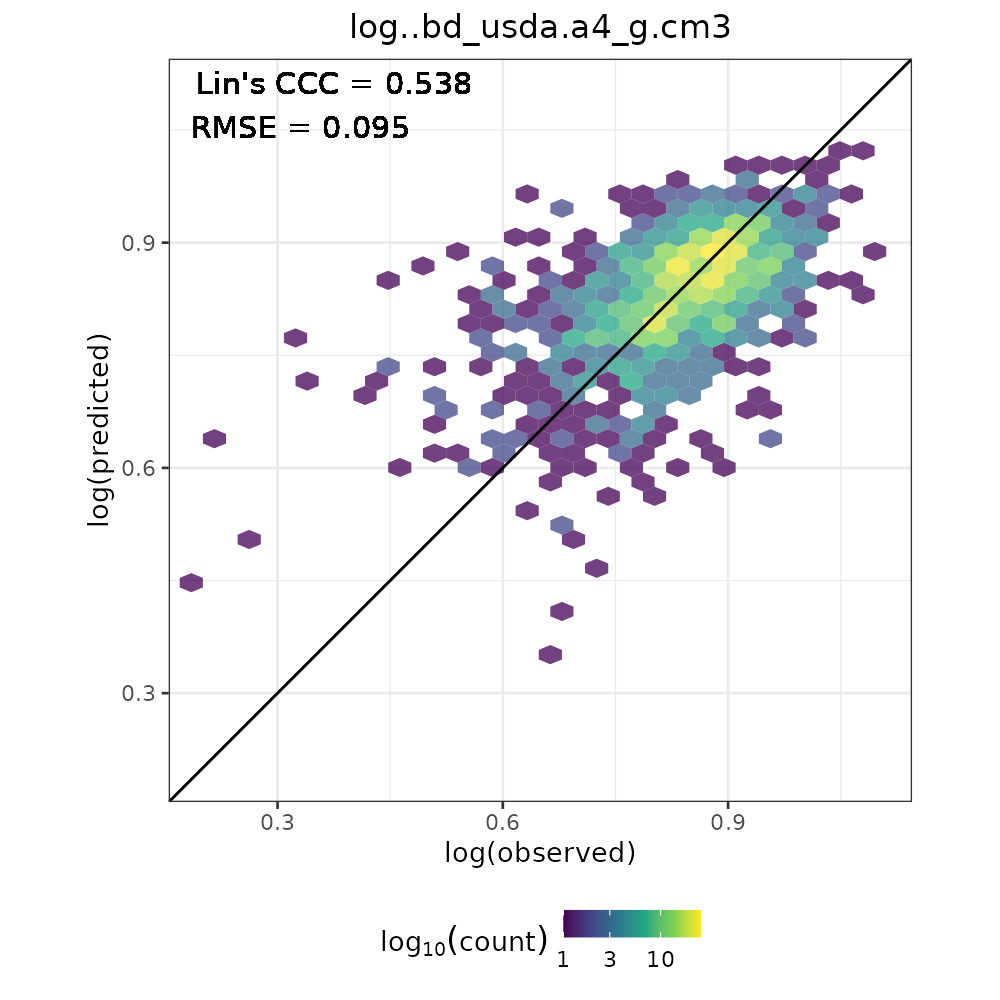 log..bd_usda.a4_g.cm3
Lin's CCC = 0.538
RMSE = 0.095
log(predicted)
0.9
0.6
0.3
0.3 0.6 0.9
log(observed)
log10(count)
1 3 10